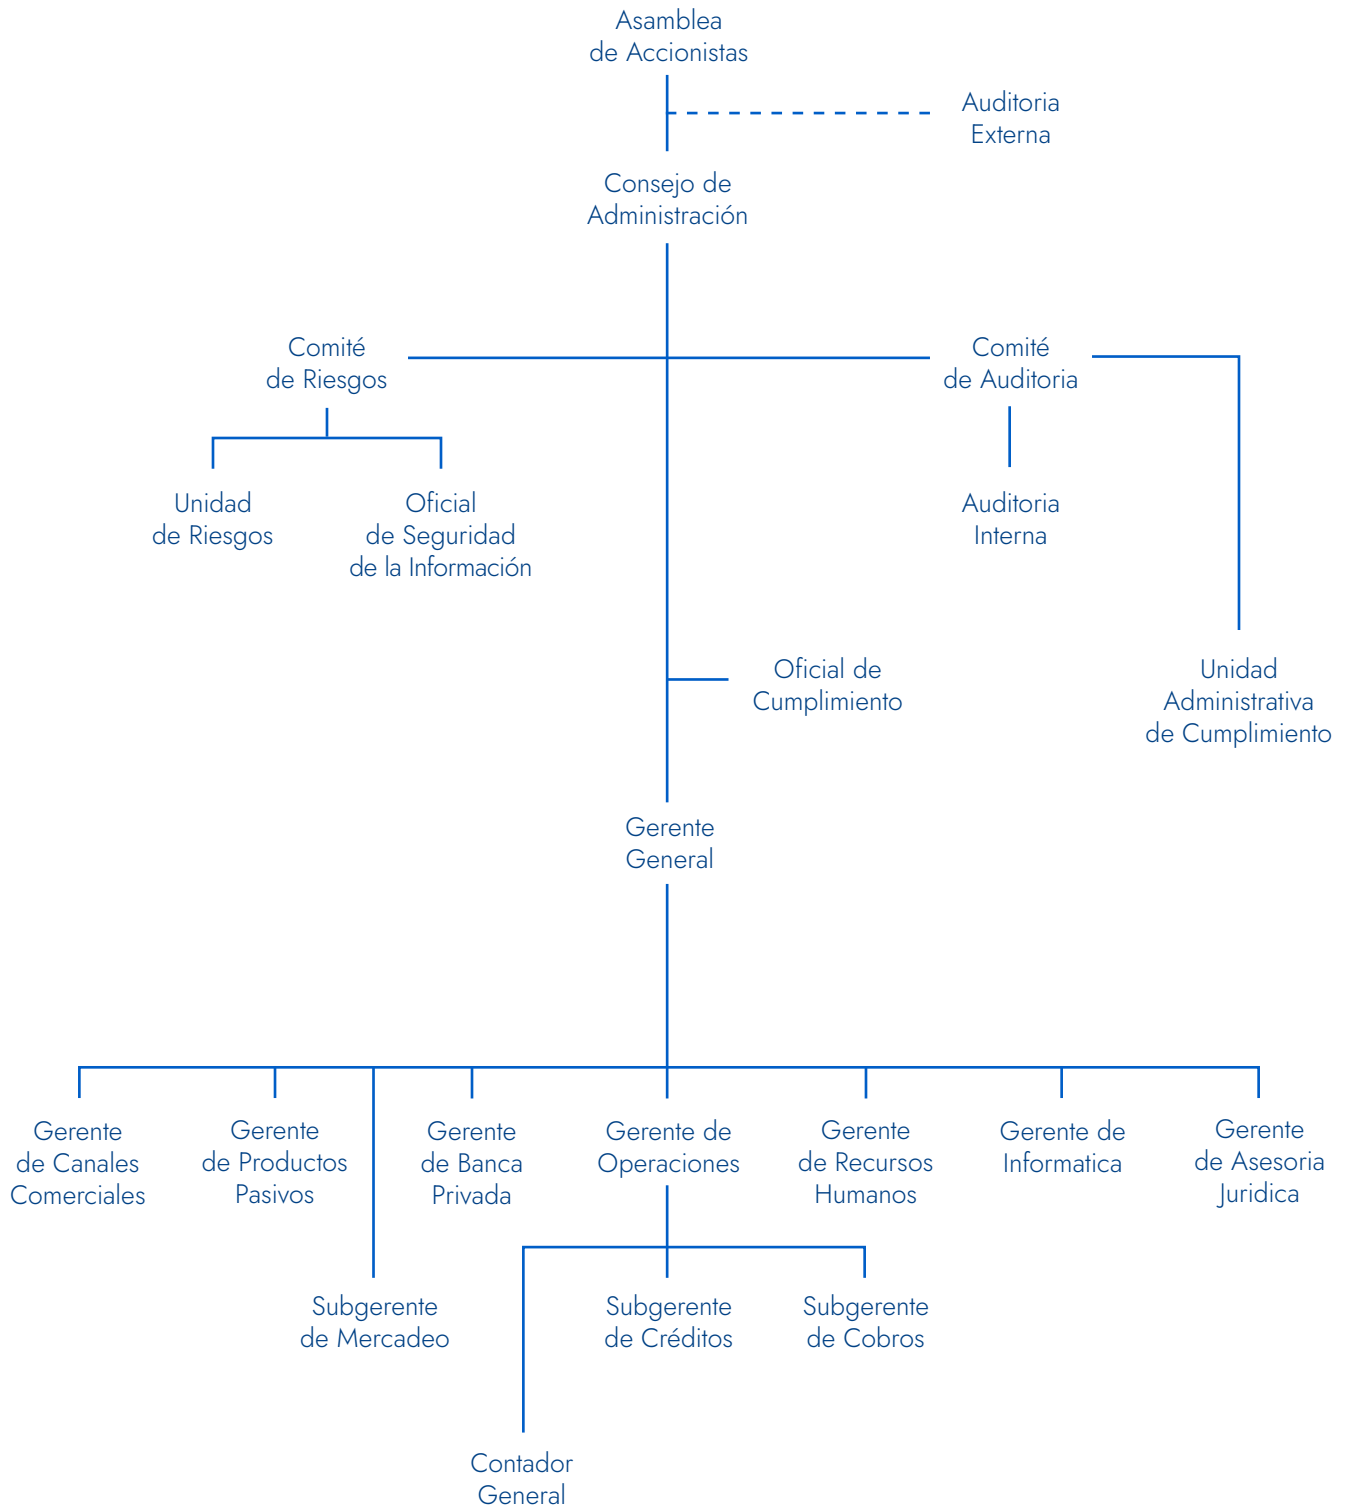 Asamblea
de Accionistas
Auditoria
Externa
Consejo de
Administración
Comité
de Riesgos
Comité
de Auditoria
Unidad
de Riesgos
Oficial
de Seguridad
de la Información
Auditoria
Interna
Oficial de
Cumplimiento
Unidad
Administrativa
de Cumplimiento
Gerente
General
Gerente
de Canales
Comerciales
Gerente
de Productos
Pasivos
Gerente
de Banca
Privada
Gerente de
Operaciones
Gerente
de Recursos
Humanos
Gerente de
Informatica
Gerente
de Asesoria
Juridica
Subgerente
de Mercadeo
Subgerente
de Créditos
Subgerente
de Cobros
Contador
General